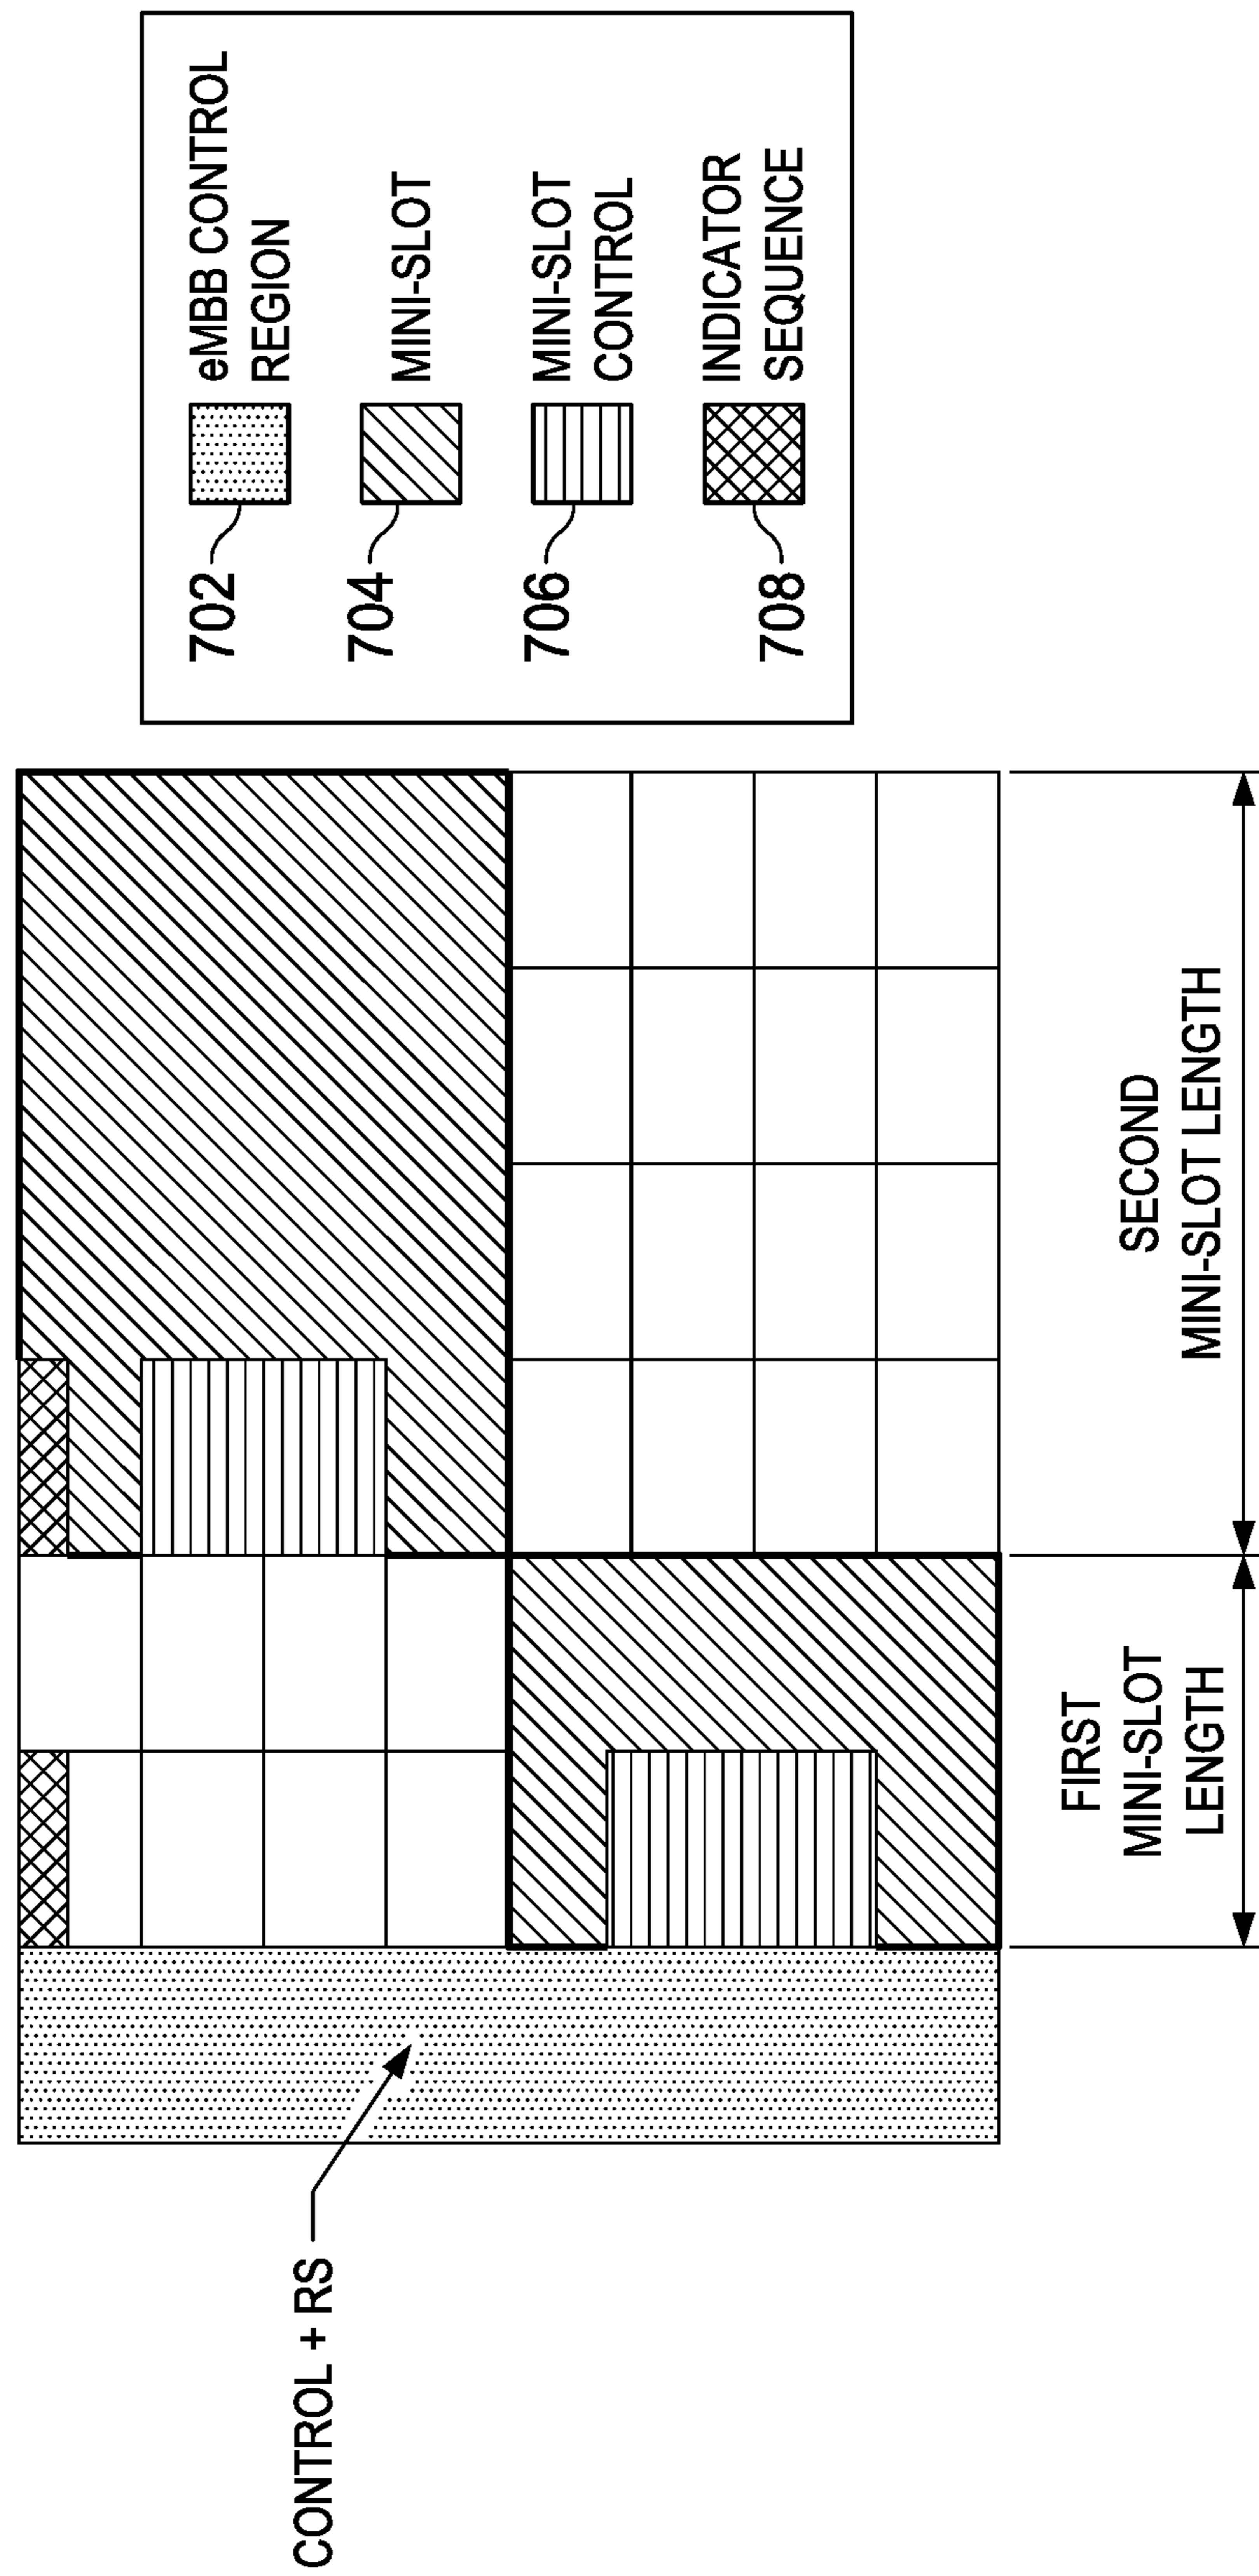 CONTROL + RS
FIRST
MINI-SLOT
LENGTH
SECOND
MINI-SLOT LENGTH
702
eMBB CONTROL
REGION
704
MINI-SLOT
706
MINI-SLOT
CONTROL
708
INDICATOR
SEQUENCE